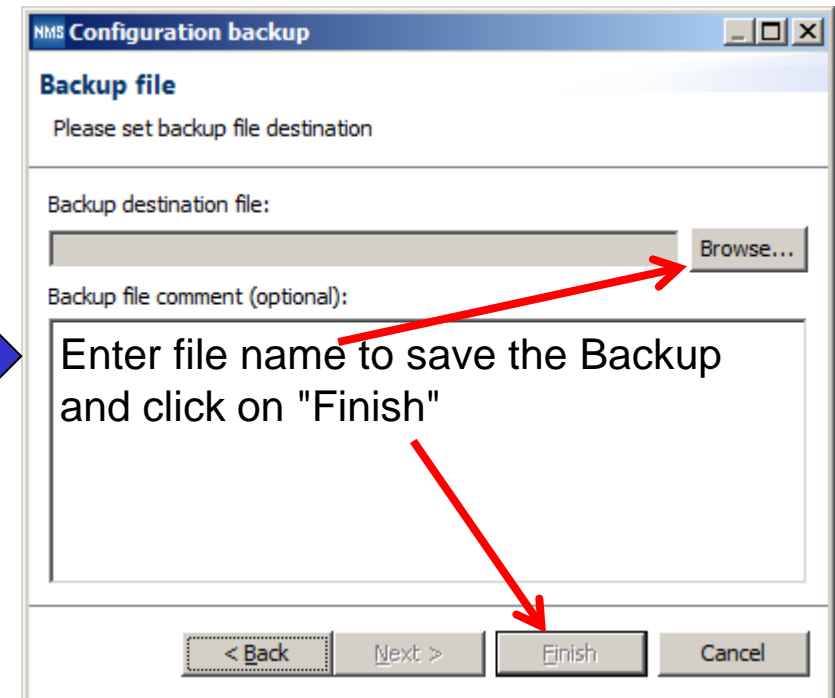 NMS Configuration backup
Backup file
Please set backup file destination
Backup destination file:
Browse...
Backup file comment (optional):
Enter file name to save the Backup
and click on "Finish"
< Back Next > Finish Cancel